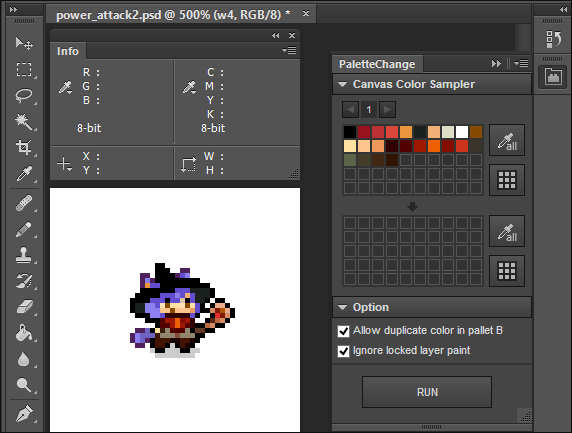 power_attack2.psd @ 500% (w4, RGB/8) *
Info
R :
G :
B :
8-bit
C :
M :
Y :
K :
8-bit
X :
Y :
W :
H :
PaletteChange
Canvas Color Sampler
1
all
all
Option
Allow duplicate color in pallet B
Ignore locked layer paint
RUN